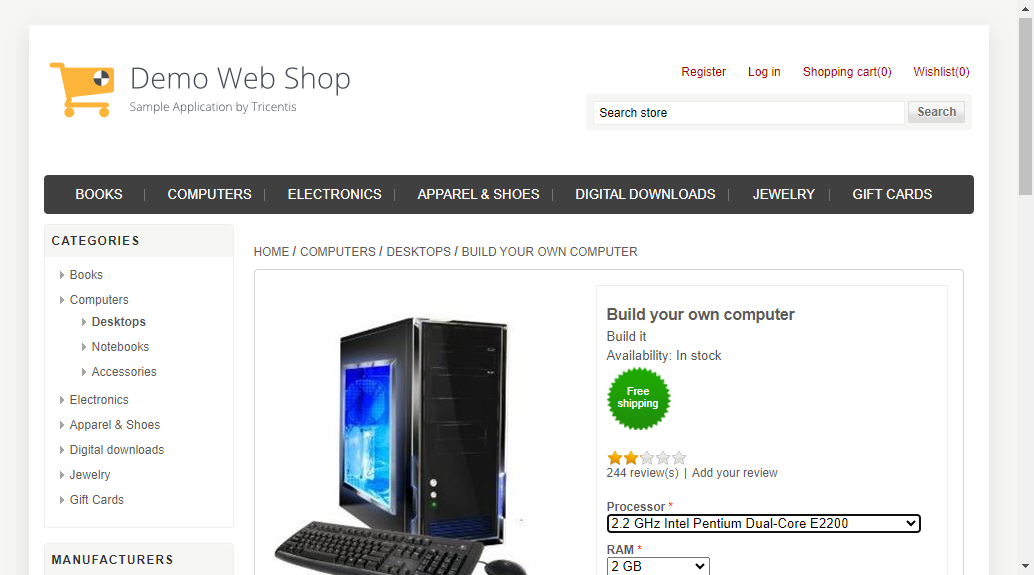 Demo Web Shop
Sample Application by Tricentis
Register Log in Shopping cart(0) Wishlist(0)
Search store Search
BOOKS COMPUTERS ELECTRONICS APPAREL & SHOES DIGITAL DOWNLOADS JEWELRY GIFT CARDS
CATEGORIES
Books
Computers
Desktops
Notebooks
Accessories
Electronics
Apparel & Shoes
Digital downloads
Jewelry
Gift Cards
MANUFACTURERS
HOME / COMPUTERS / DESKTOPS / BUILD YOUR OWN COMPUTER
Build your own computer
Build it
Availability: In stock
Free
shipping
244 review(s) | Add your review
Processor *
2.2 GHz Intel Pentium Dual-Core E2200
RAM *
2 GB